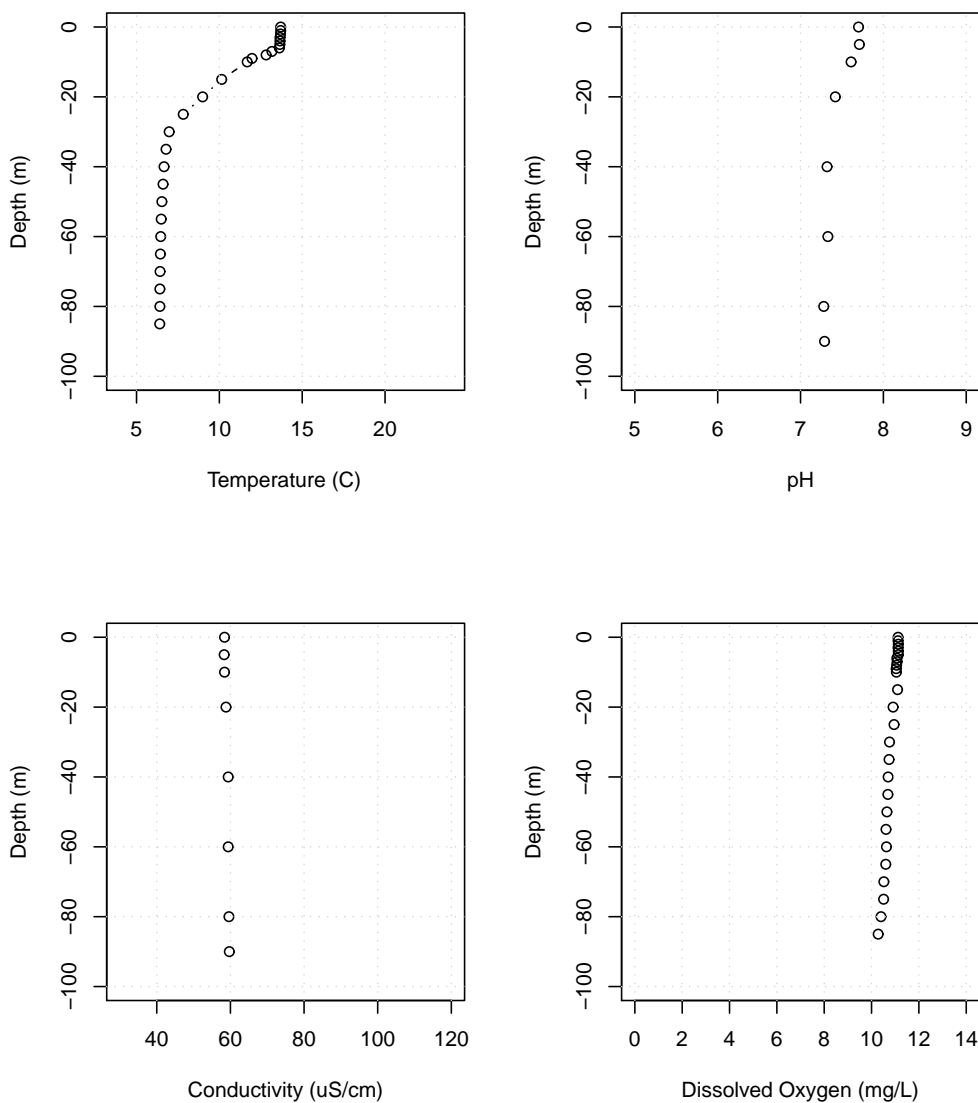 0
−20
−40
−60
−80
−100
Depth (m)
5 10 15 20
Temperature (C)
0
−20
−40
−60
−80
−100
Depth (m)
5 6 7 8 9
pH
0
−20
−40
−60
−80
−100
Depth (m)
40 60 80 100 120
Conductivity (uS/cm)
0
−20
−40
−60
−80
−100
Depth (m)
0 2 4 6 8 10 12 14
Dissolved Oxygen (mg/L)